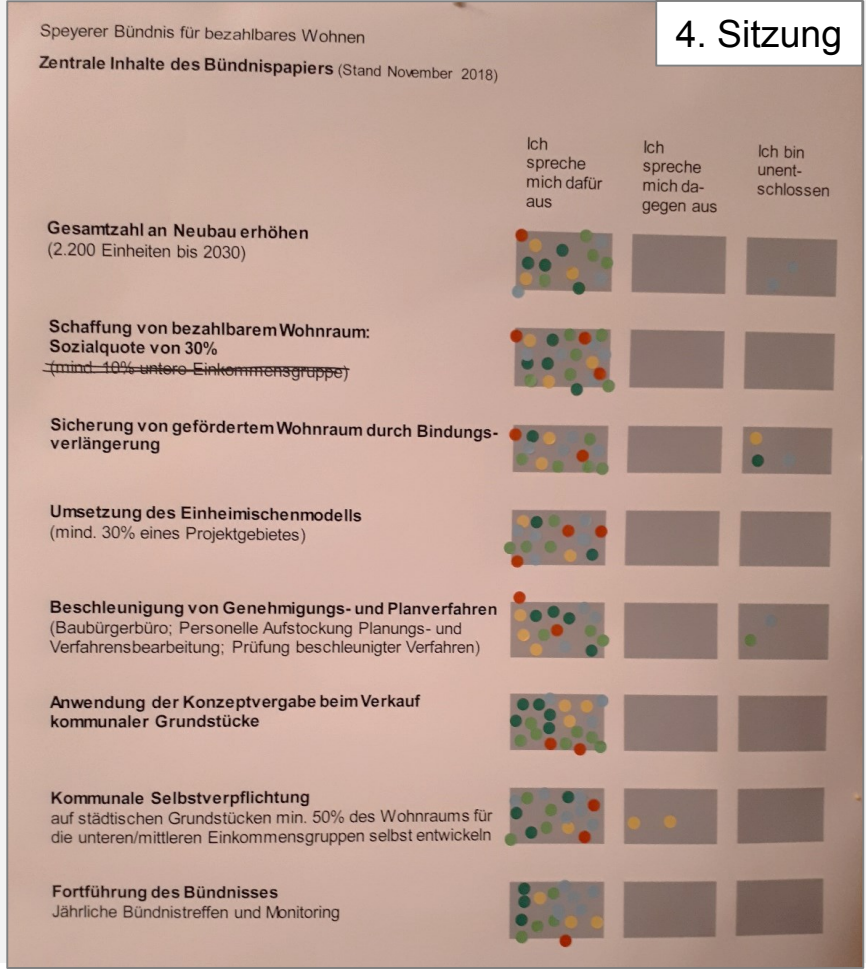 4. Sitzung
Speyerer Bündnis für bezahlbares Wohnen
Zentrale Inhalte des Bündnispapiers (Stand November 2018)
Ich
spreche
mich dafür
aus
Ich
spreche
mich da-
gegen aus
Ich bin
unent-
schlossen
Gesamtzahl an Neubau erhöhen
(2.200 Einheiten bis 2030)
Schaffung von bezahlbarem Wohnraum:
Sozialquote von 30%
(mind. 10% untere Einkommensgruppe)
Sicherung von gefördertem Wohnraum durch Bindungs-
verlängerung
Umsetzung des Einheimischenmodells
(mind. 30% eines Projektgebietes)
Beschleunigung von Genehmigungs- und Planverfahren
(Baubürgerbüro; Personelle Aufstockung Planungs- und
Verfahrensbearbeitung; Prüfung beschleunigter Verfahren)
Anwendung der Konzeptvergabe beim Verkauf
kommunaler Grundstücke
Kommunale Selbstverpflichtung
auf städtischen Grundstücken min. 50% des Wohnraums für
die unteren/mittleren Einkommensgruppen selbst entwickeln
Fortführung des Bündnisses
Jährliche Bündnistreffen und Monitoring